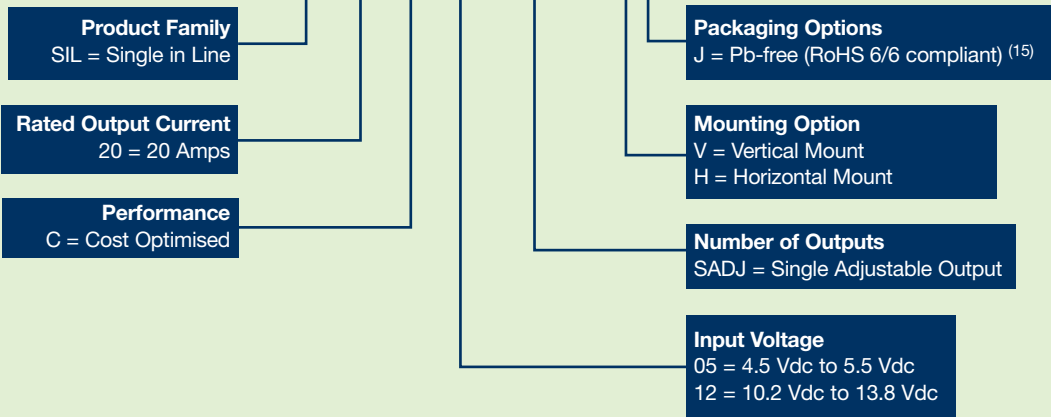 Product Family
SIL = Single in Line
Rated Output Current
20 = 20 Amps
Performance
C = Cost Optimised
Packaging Options
J = Pb-free (RoHS 6/6 compliant) (15)
Mounting Option
V = Vertical Mount
H = Horizontal Mount
Number of Outputs
SADJ = Single Adjustable Output
Input Voltage
05 = 4.5 Vdc to 5.5 Vdc
12 = 10.2 Vdc to 13.8 Vdc